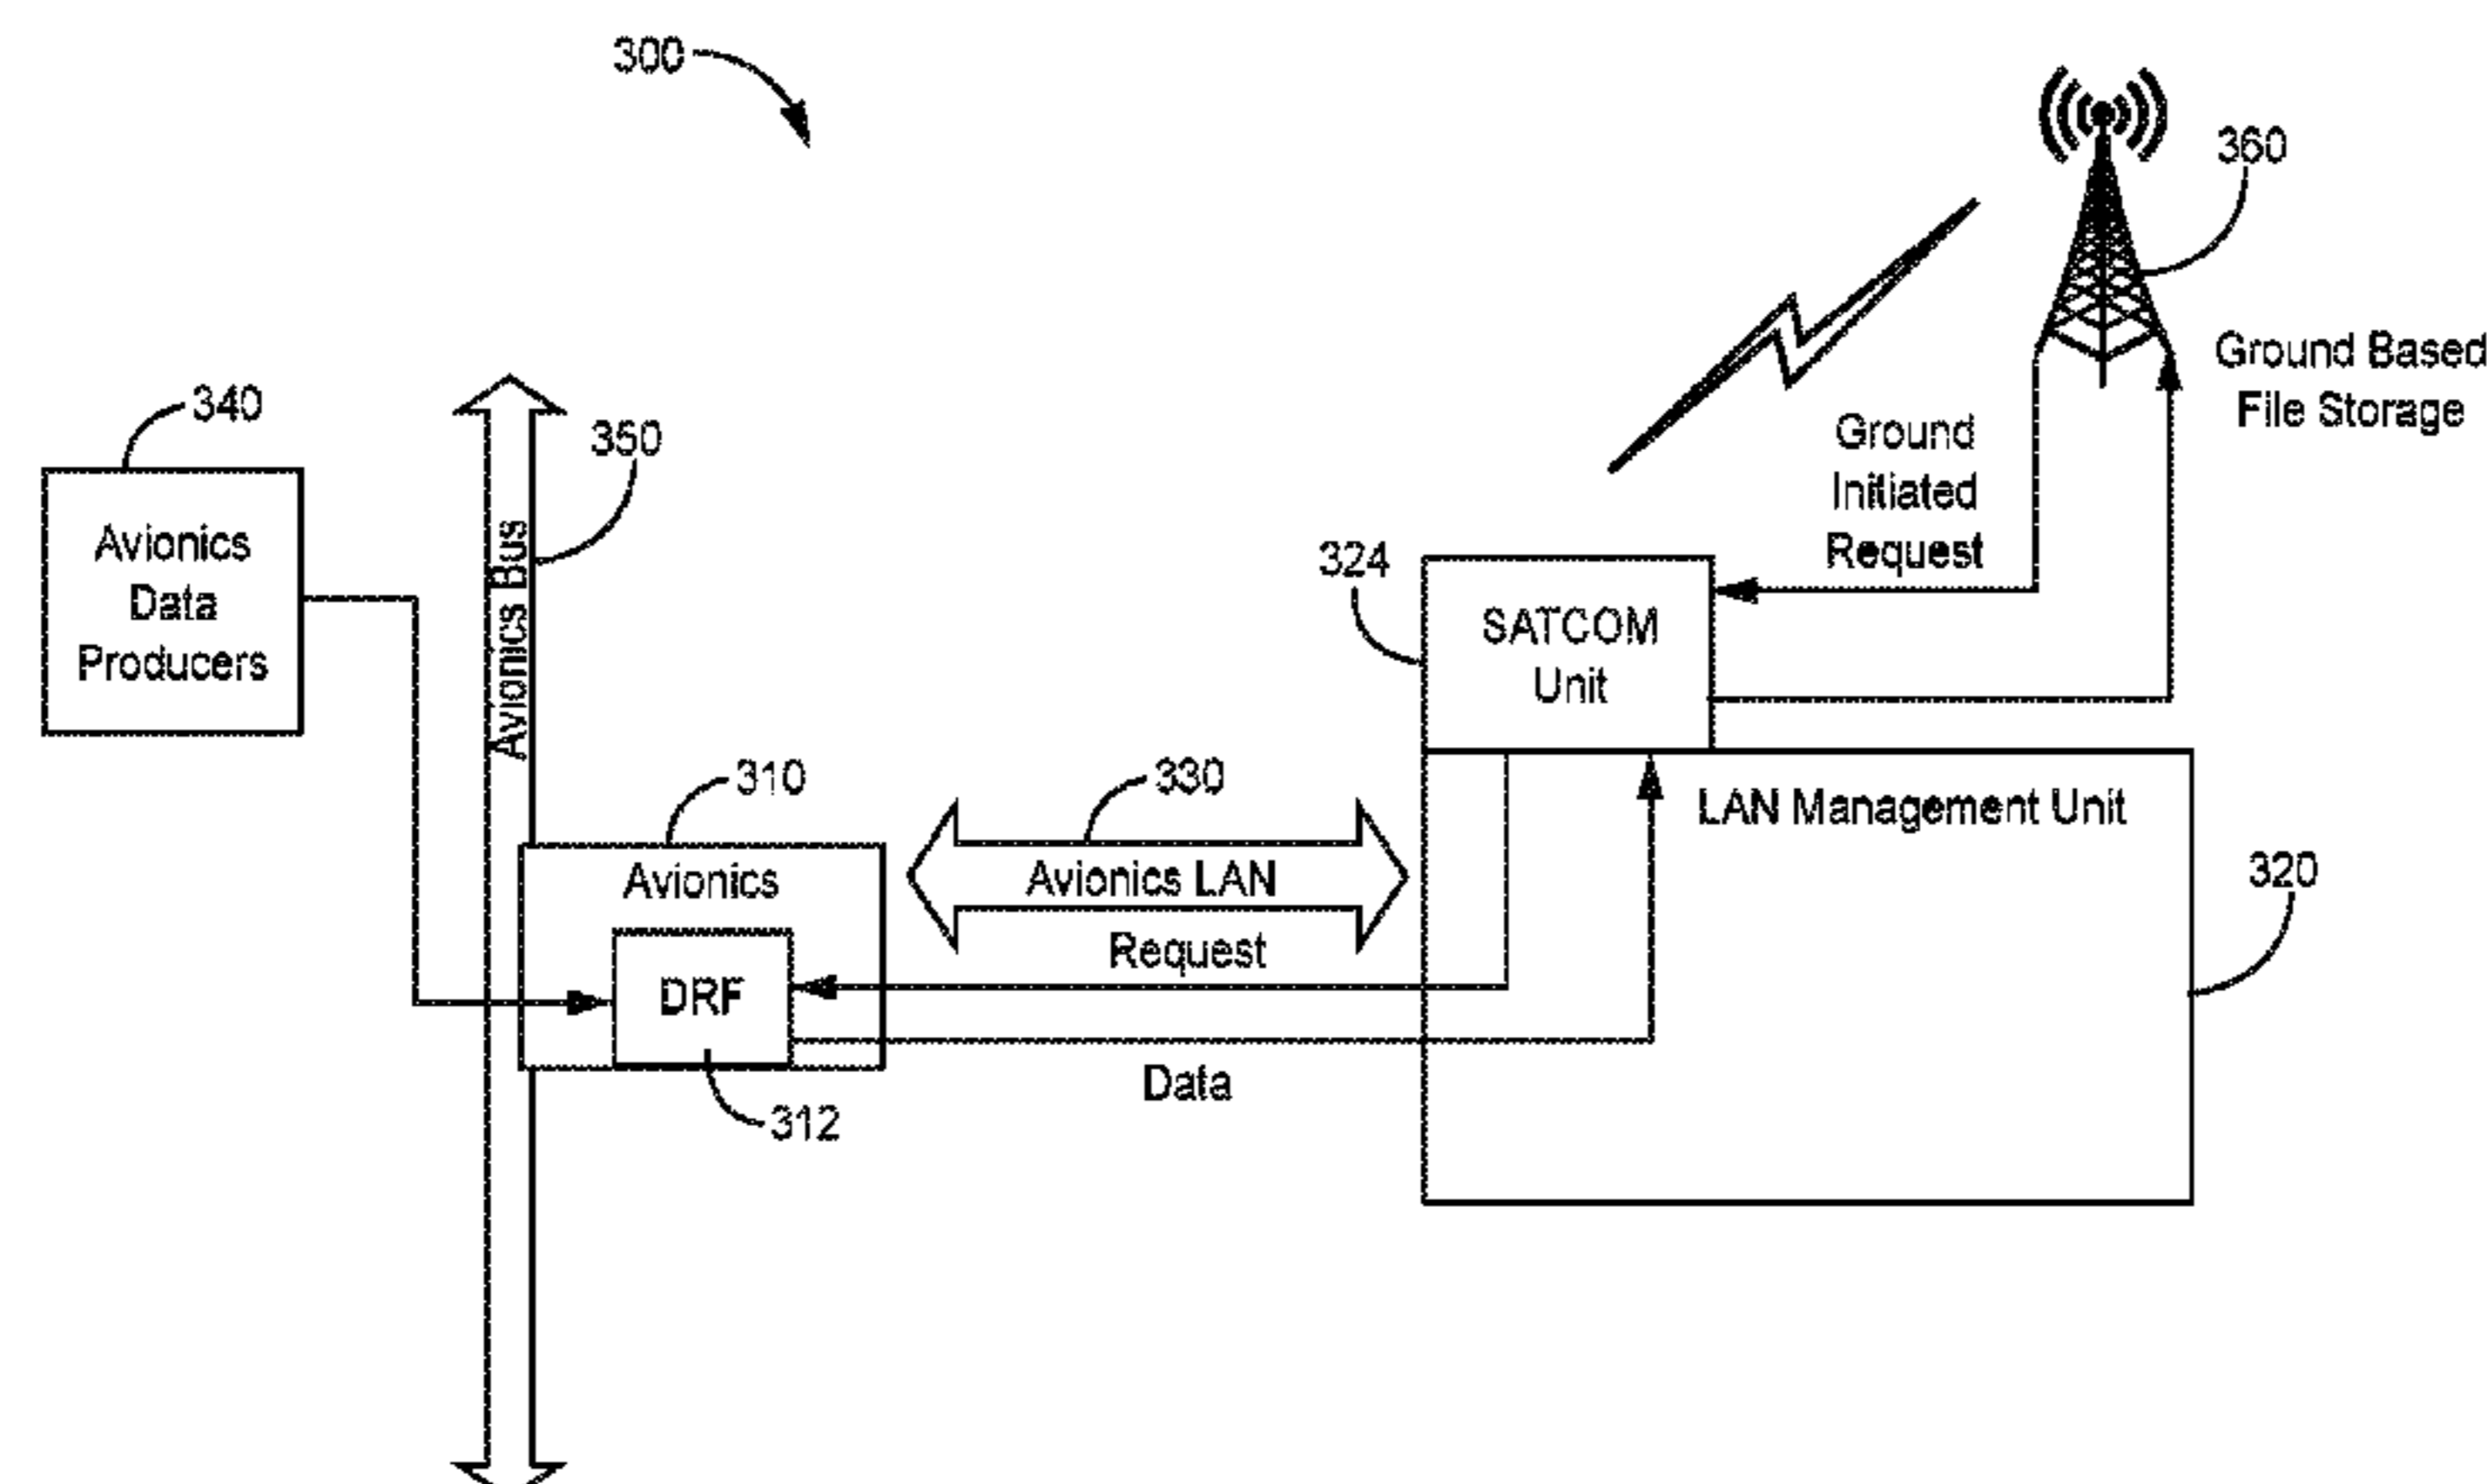 300
360
Ground Based
File Storage
340
350
Ground
Initiated
Request
Avionics
Data
Producers
Avionics Bus
324
SATCOM
Unit
310
330
LAN Management Unit
Avionics
Avionics LAN
320
Request
DRF
Data
312